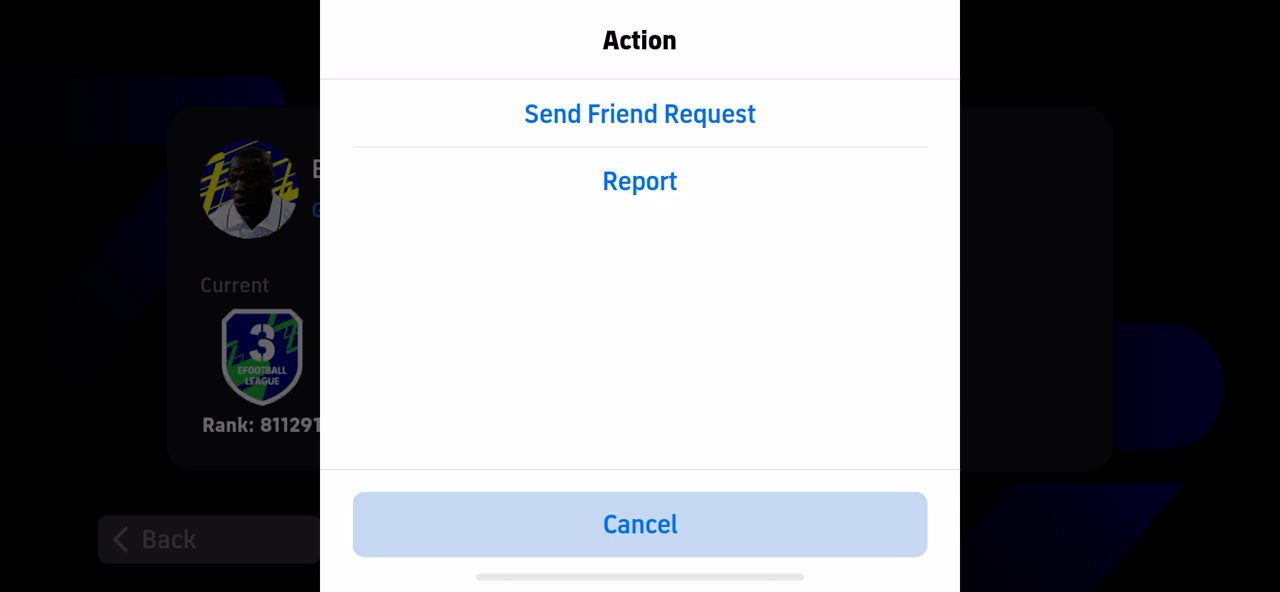 Action
Send Friend Request
Report
Current
3
EFOOTBALL
LEAGUE
Rank: 811291
Cancel
Back